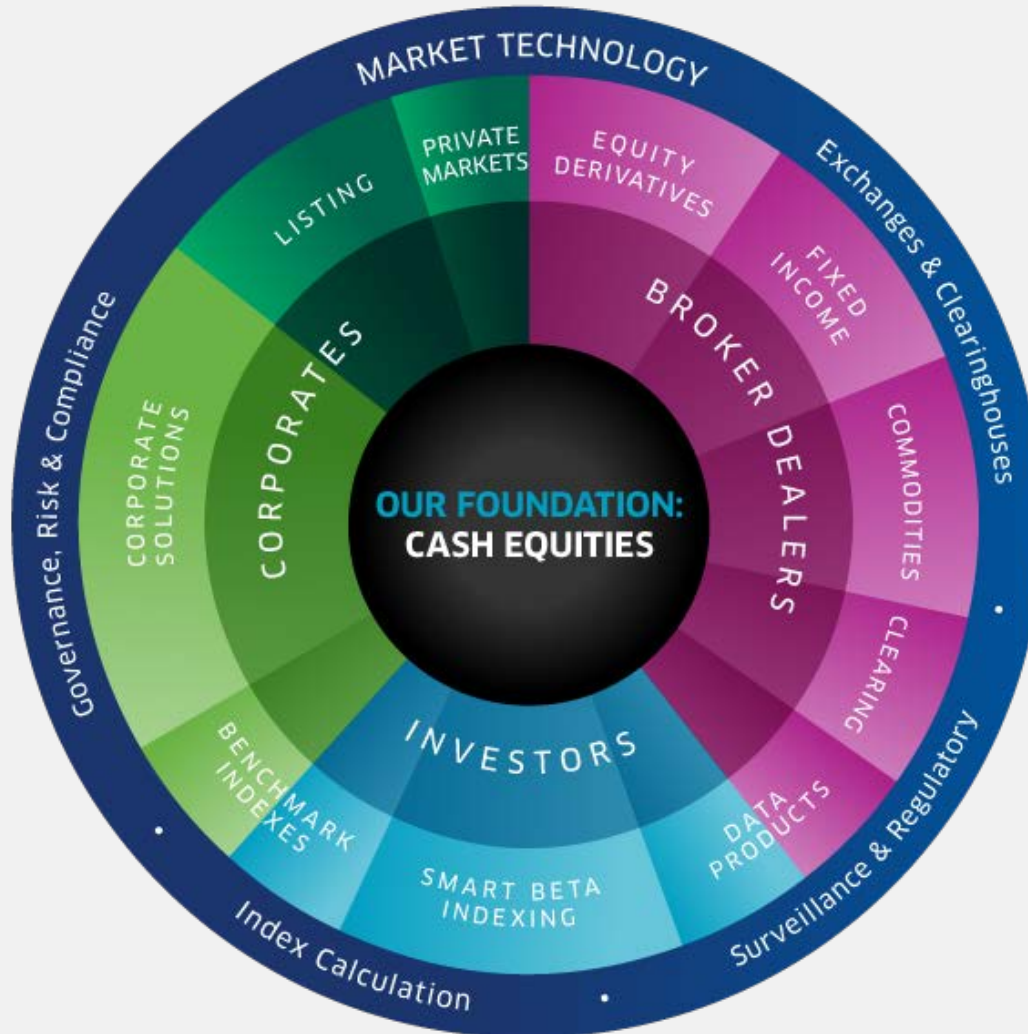 MARKET TECHNOLOGY
Exchanges & Clearinghouses
•
Surveillance & Regulatory
•
Index Calculation
•
Governance, Risk & Compliance
PRIVATE
MARKETS
EQUITY
DERIVATIVES
FIXED
INCOME
COMMODITIES
CLEARING
DATA
PRODUCTS
SMART BETA
INDEXING
BENCHMARK
INDEXES
CORPORATE
SOLUTIONS
LISTING
CORPORATES
BROKER DEALERS
INVESTORS
OUR FOUNDATION:
CASH EQUITIES